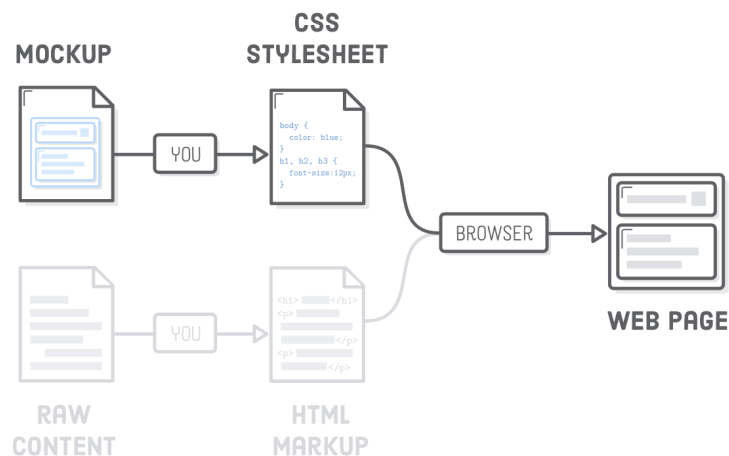 CSS
STYLESHEET
MOCKUP
body {
color: blue;
}
h1, h2, h3 {
font-size:12px;
}
YOU
BROWSER
WEB PAGE
YOU
<h1> </h1>
<p>
</p>
<p>
</p>
RAW
CONTENT
HTML
MARKUP